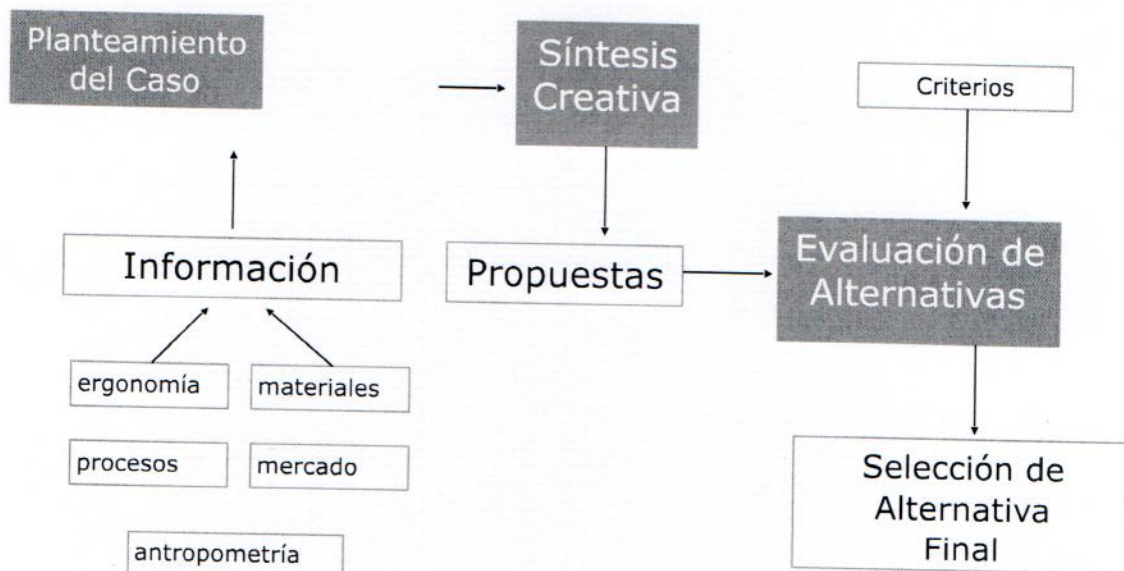 Planteamiento
del Caso
Síntesis
Creativa
Criterios
Información
Propuestas
Evaluación de
Alternativas
ergonomía
materiales
procesos
mercado
antropometría
Selección de
Alternativa
Final